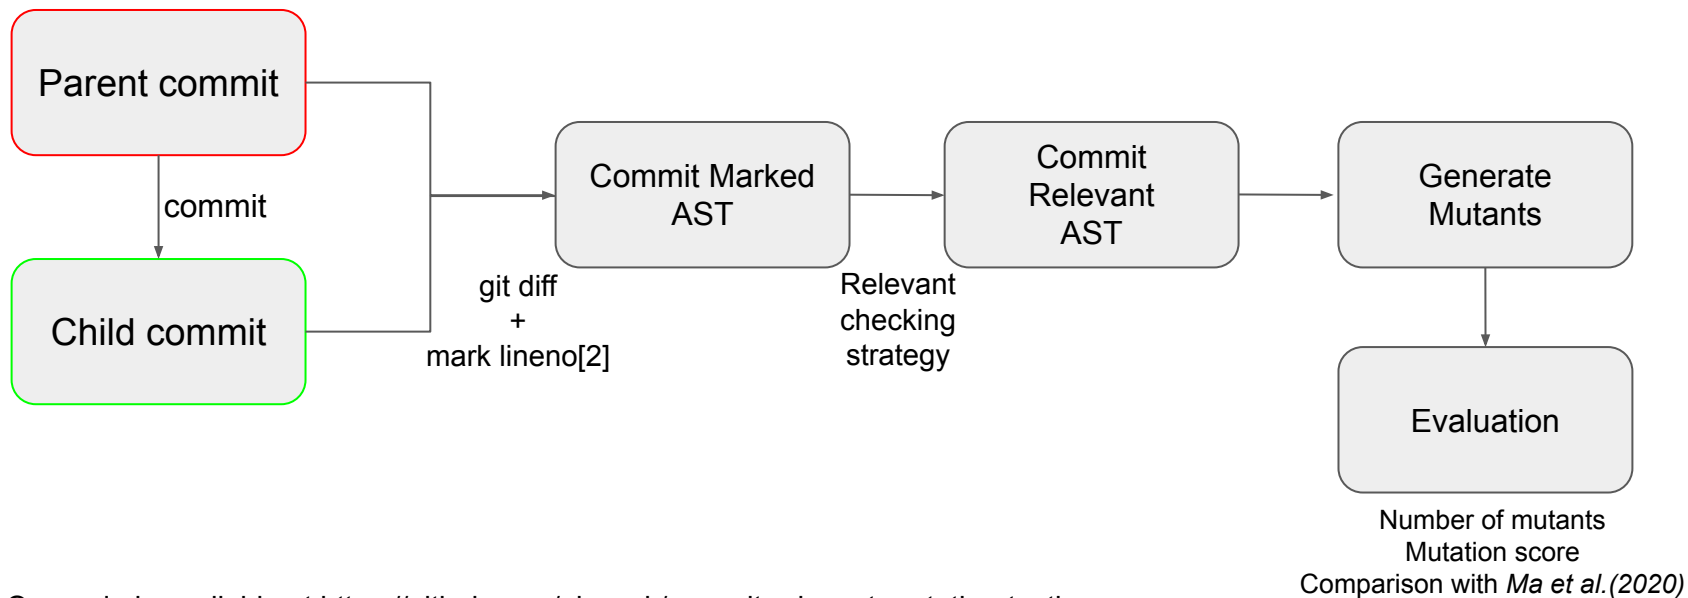 Parent commit
commit
Child commit
git diff
+
mark lineno[2]
Commit Marked
AST
Relevant
checking
strategy
Commit
Relevant
AST
Generate
Mutants
Evaluation
Number of mutants
Mutation score
Comparison with Ma et al.(2020)